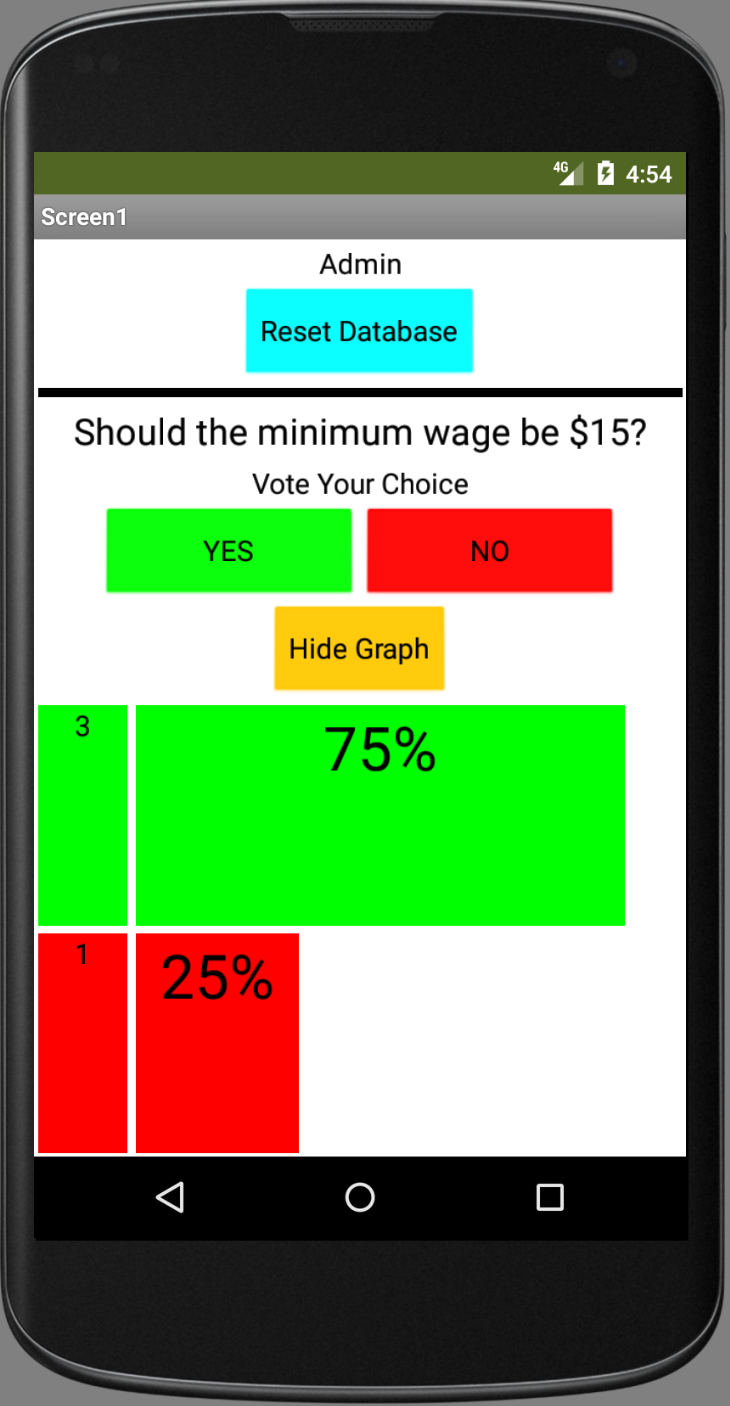 4G 4:54
Screen1
Admin
Reset Database
Should the minimum wage be $15?
Vote Your Choice
YES NO
Hide Graph
3 75%
1 25%